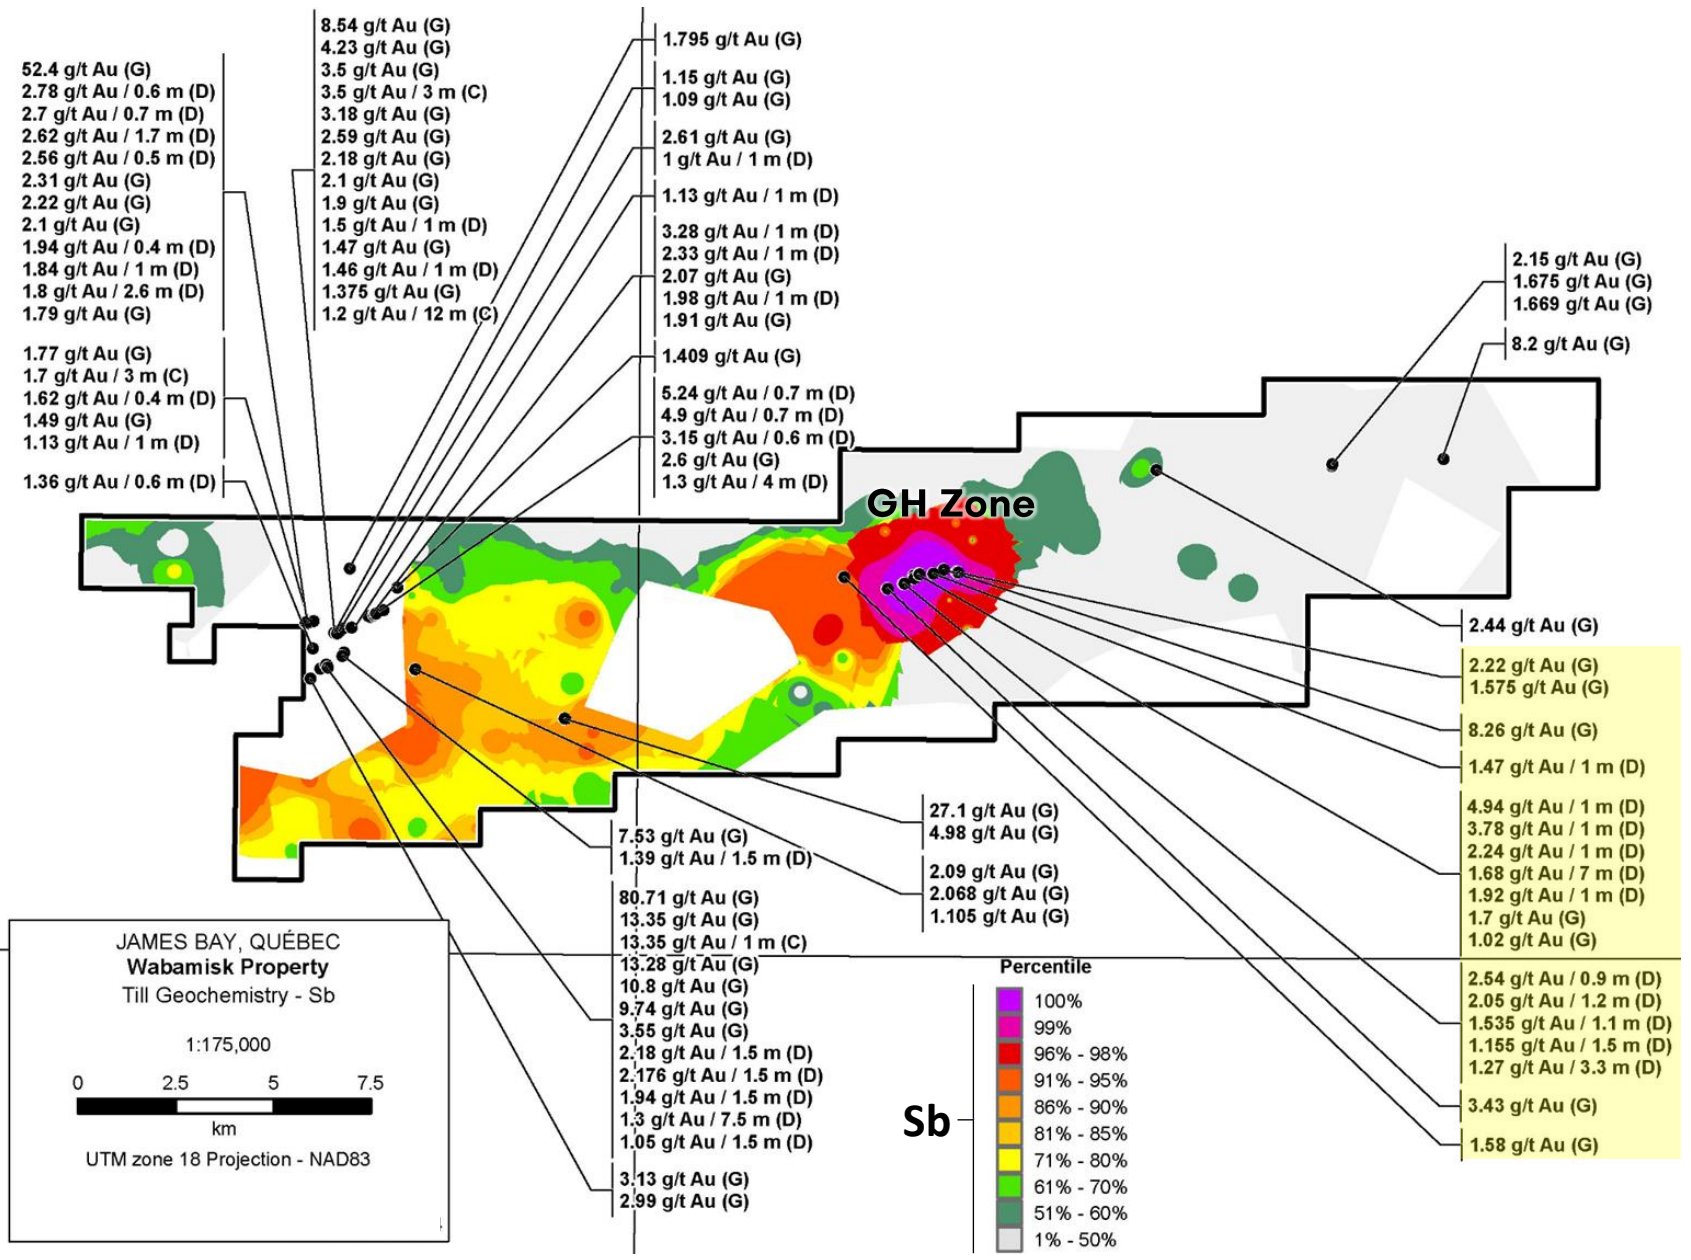 52.4 g/t Au (G)
2.78 g/t Au / 0.6 m (D)
2.7 g/t Au / 0.7 m (D)
2.62 g/t Au / 1.7 m (D)
2.56 g/t Au / 0.5 m (D)
2.31 g/t Au (G)
2.22 g/t Au (G)
2.1 g/t Au (G)
1.94 g/t Au / 0.4 m (D)
1.84 g/t Au / 1 m (D)
1.8 g/t Au / 2.6 m (D)
1.79 g/t Au (G)
1.77 g/t Au (G)
1.7 g/t Au / 3 m (C)
1.62 g/t Au / 0.4 m (D)
1.49 g/t Au (G)
1.13 g/t Au / 1 m (D)
1.36 g/t Au / 0.6 m (D)
8.54 g/t Au (G)
4.23 g/t Au (G)
3.5 g/t Au (G)
3.5 g/t Au / 3 m (C)
3.18 g/t Au (G)
2.59 g/t Au (G)
2.18 g/t Au (G)
2.1 g/t Au (G)
1.9 g/t Au (G)
1.5 g/t Au / 1 m (D)
1.47 g/t Au (G)
1.46 g/t Au / 1 m (D)
1.375 g/t Au (G)
1.2 g/t Au / 12 m (C)
1.795 g/t Au (G)
1.15 g/t Au (G)
1.09 g/t Au (G)
2.61 g/t Au (G)
1 g/t Au / 1 m (D)
1.13 g/t Au / 1 m (D)
3.28 g/t Au / 1 m (D)
2.33 g/t Au / 1 m (D)
2.07 g/t Au (G)
1.98 g/t Au / 1 m (D)
1.91 g/t Au (G)
1.409 g/t Au (G)
5.24 g/t Au / 0.7 m (D)
4.9 g/t Au / 0.7 m (D)
3.15 g/t Au / 0.6 m (D)
2.6 g/t Au (G)
1.3 g/t Au / 4 m (D)
2.15 g/t Au (G)
1.675 g/t Au (G)
1.669 g/t Au (G)
8.2 g/t Au (G)
GH Zone
2.44 g/t Au (G)
2.22 g/t Au (G)
1.575 g/t Au (G)
8.26 g/t Au (G)
1.47 g/t Au / 1 m (D)
4.94 g/t Au / 1 m (D)
3.78 g/t Au / 1 m (D)
2.24 g/t Au / 1 m (D)
1.68 g/t Au / 7 m (D)
1.92 g/t Au / 1 m (D)
1.7 g/t Au (G)
1.02 g/t Au (G)
2.54 g/t Au / 0.9 m (D)
2.05 g/t Au / 1.2 m (D)
1.535 g/t Au / 1.1 m (D)
1.155 g/t Au / 1.5 m (D)
1.27 g/t Au / 3.3 m (D)
3.43 g/t Au (G)
1.58 g/t Au (G)
27.1 g/t Au (G)
4.98 g/t Au (G)
2.09 g/t Au (G)
2.068 g/t Au (G)
1.105 g/t Au (G)
7.53 g/t Au (G)
1.39 g/t Au / 1.5 m (D)
80.71 g/t Au (G)
13.35 g/t Au (G)
13.35 g/t Au / 1 m (C)
13.28 g/t Au (G)
10.8 g/t Au (G)
9.74 g/t Au (G)
3.55 g/t Au (G)
2.18 g/t Au / 1.5 m (D)
2.176 g/t Au / 1.5 m (D)
1.94 g/t Au / 1.5 m (D)
1.3 g/t Au / 7.5 m (D)
1.05 g/t Au / 1.5 m (D)
3.13 g/t Au (G)
2.99 g/t Au (G)
JAMES BAY, QUÉBEC
Wabamisk Property
Till Geochemistry - Sb
1:175,000
0 2.5 5 7.5
km
UTM zone 18 Projection - NAD83
Sb
Percentile
100%
99%
96% - 98%
91% - 95%
86% - 90%
81% - 85%
71% - 80%
61% - 70%
51% - 60%
1% - 50%